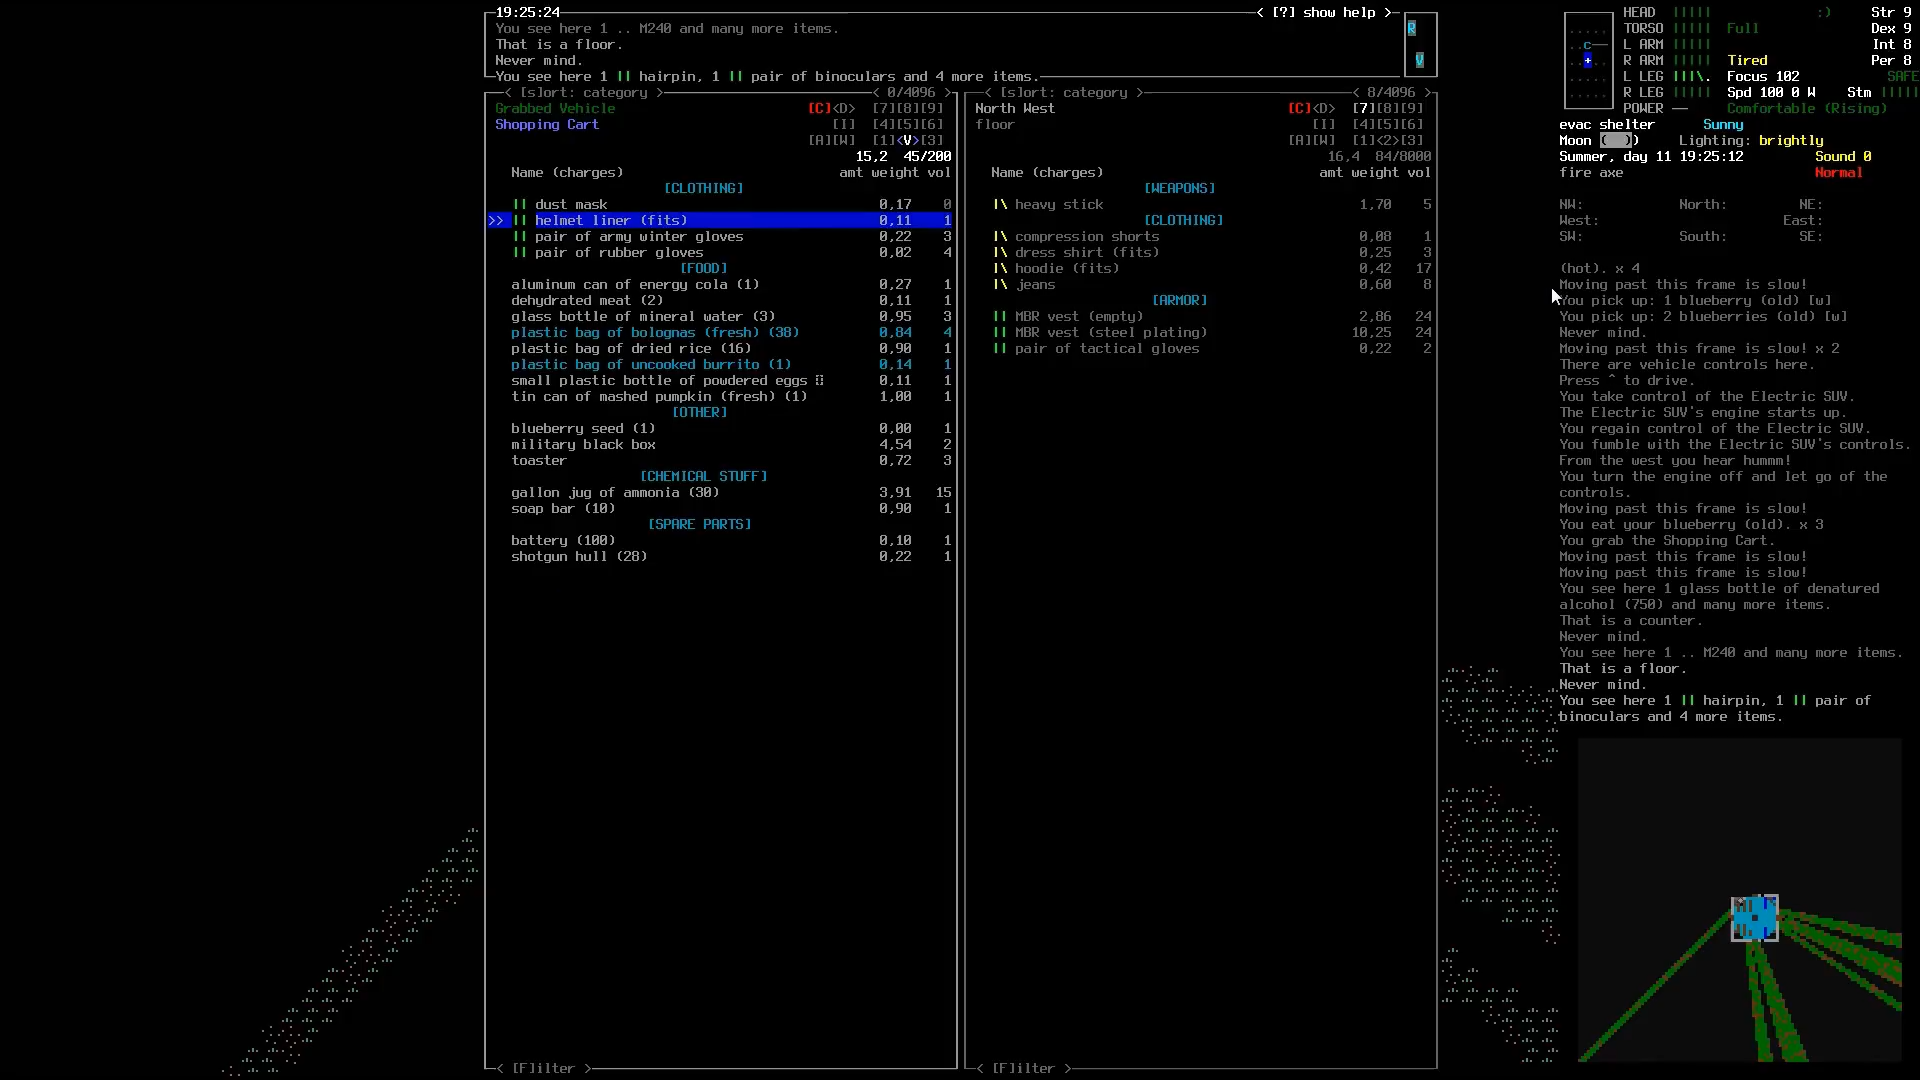 19:25:24 < [?] show help >
You see here 1 .. M240 and many more items.
That is a floor.
Never mind.
You see here 1 || hairpin, 1 || pair of binoculars and 4 more items.
R
V
< [s]ort: category > < 0/4096 >
Grabbed Vehicle [C]<D> [7][8][9]
Shopping Cart [I] [4][5][6]
[A][W] [1]<V>[3]
15,2 45/200
Name (charges) amt weight vol
[CLOTHING]
|| dust mask 0,17 0
>> || helmet liner (fits) 0,11 1
|| pair of army winter gloves 0,22 3
|| pair of rubber gloves 0,02 4
[FOOD]
aluminum can of energy cola (1) 0,27 1
dehydrated meat (2) 0,11 1
glass bottle of mineral water (3) 0,95 3
plastic bag of bolognas (fresh) (38) 0,84 4
plastic bag of dried rice (16) 0,90 1
plastic bag of uncooked burrito (1) 0,14 1
small plastic bottle of powdered eggs 0,11 1
tin can of mashed pumpkin (fresh) (1) 1,00 1
[OTHER]
blueberry seed (1) 0,00 1
military black box 4,54 2
toaster 0,72 3
[CHEMICAL STUFF]
gallon jug of ammonia (30) 3,91 15
soap bar (10) 0,90 1
[SPARE PARTS]
battery (100) 0,10 1
shotgun hull (28) 0,22 1
< [F]ilter >
< [s]ort: category > < 8/4096 >
North West [C]<D> [7][8][9]
floor [I] [4][5][6]
[A][W] [1]<2>[3]
16,4 84/8000
Name (charges) amt weight vol
[WEAPONS]
|\ heavy stick 1,70 5
[CLOTHING]
|\ compression shorts 0,08 1
|\ dress shirt (fits) 0,25 3
|\ hoodie (fits) 0,42 17
|\ jeans 0,60 8
[ARMOR]
|| MBR vest (empty) 2,86 24
|| MBR vest (steel plating) 10,25 24
|| pair of tactical gloves 0,22 2
< [F]ilter >
HEAD ||||| :) Str 9
TORSO ||||| Full Dex 9
L ARM ||||| Int 8
R ARM ||||| Tired Per 8
L LEG |||\. Focus 102 SAFE
R LEG ||||| Spd 100 0 W Stm |||||
POWER — Comfortable (Rising)
evac shelter Sunny
Moon ( ) Lighting: brightly
Summer, day 11 19:25:12 Sound 0
fire axe Normal
NW: North: NE:
West: East:
SW: South: SE:
(hot). x 4
Moving past this frame is slow!
You pick up: 1 blueberry (old) [w]
You pick up: 2 blueberries (old) [w]
Never mind.
Moving past this frame is slow! x 2
There are vehicle controls here.
Press ^ to drive.
You take control of the Electric SUV.
The Electric SUV's engine starts up.
You regain control of the Electric SUV.
You fumble with the Electric SUV's controls.
From the west you hear hummm!
You turn the engine off and let go of the
controls.
Moving past this frame is slow!
You eat your blueberry (old). x 3
You grab the Shopping Cart.
Moving past this frame is slow!
Moving past this frame is slow!
You see here 1 glass bottle of denatured
alcohol (750) and many more items.
That is a counter.
Never mind.
You see here 1 .. M240 and many more items.
That is a floor.
Never mind.
You see here 1 || hairpin, 1 || pair of
binoculars and 4 more items.